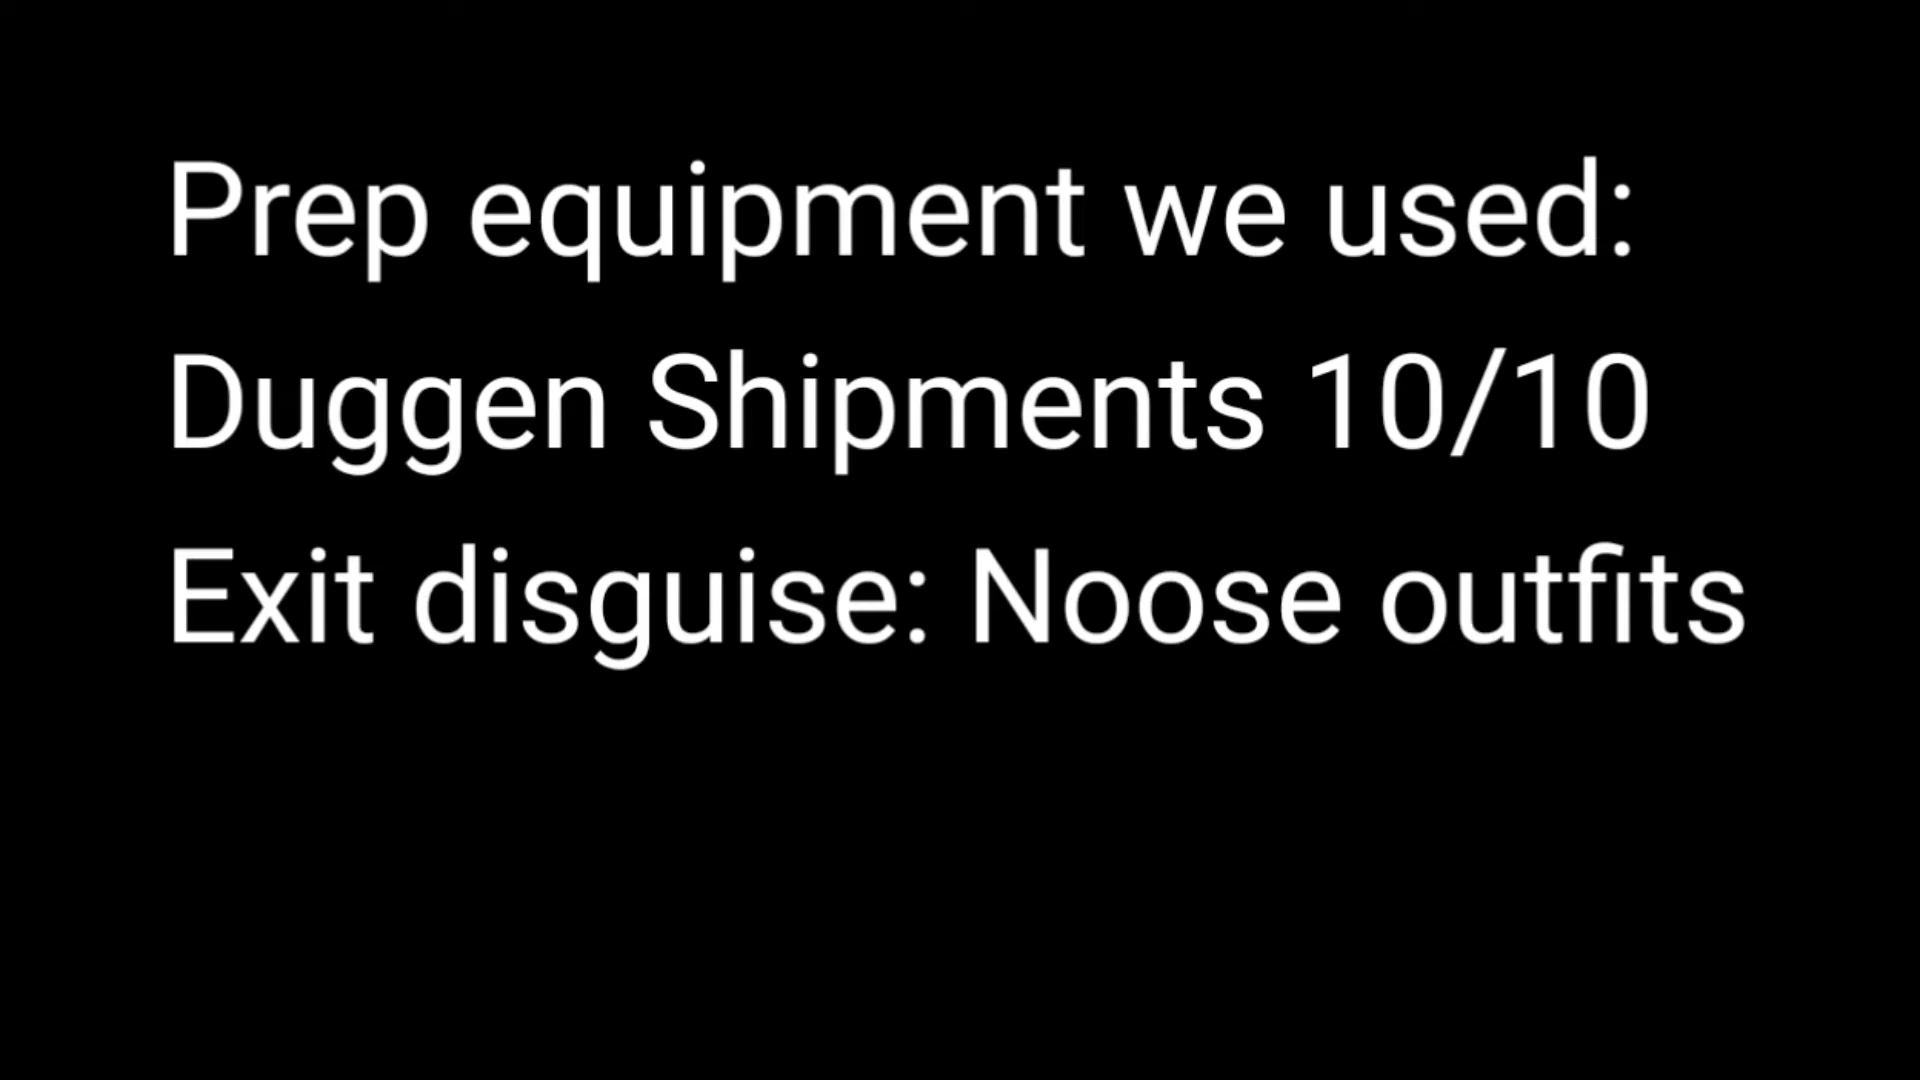 Prep equipment we used:
Duggen Shipments 10/10
Exit disguise: Noose outfits